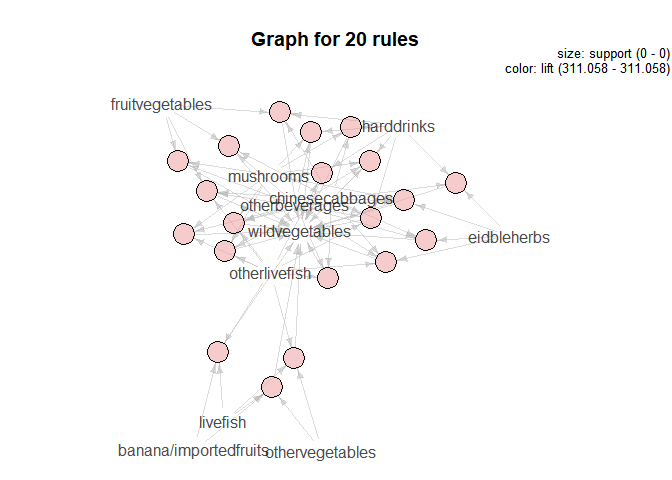 Graph for 20 rules
size: support (0 - 0)
color: lift (311.058 - 311.058)
fruitvegetables
harddrinks
mushrooms
chinesecabbages
otherbeverages
wildvegetables
eidbleherbs
otherlivefish
livefish
banana/importedfruits
othervegetables